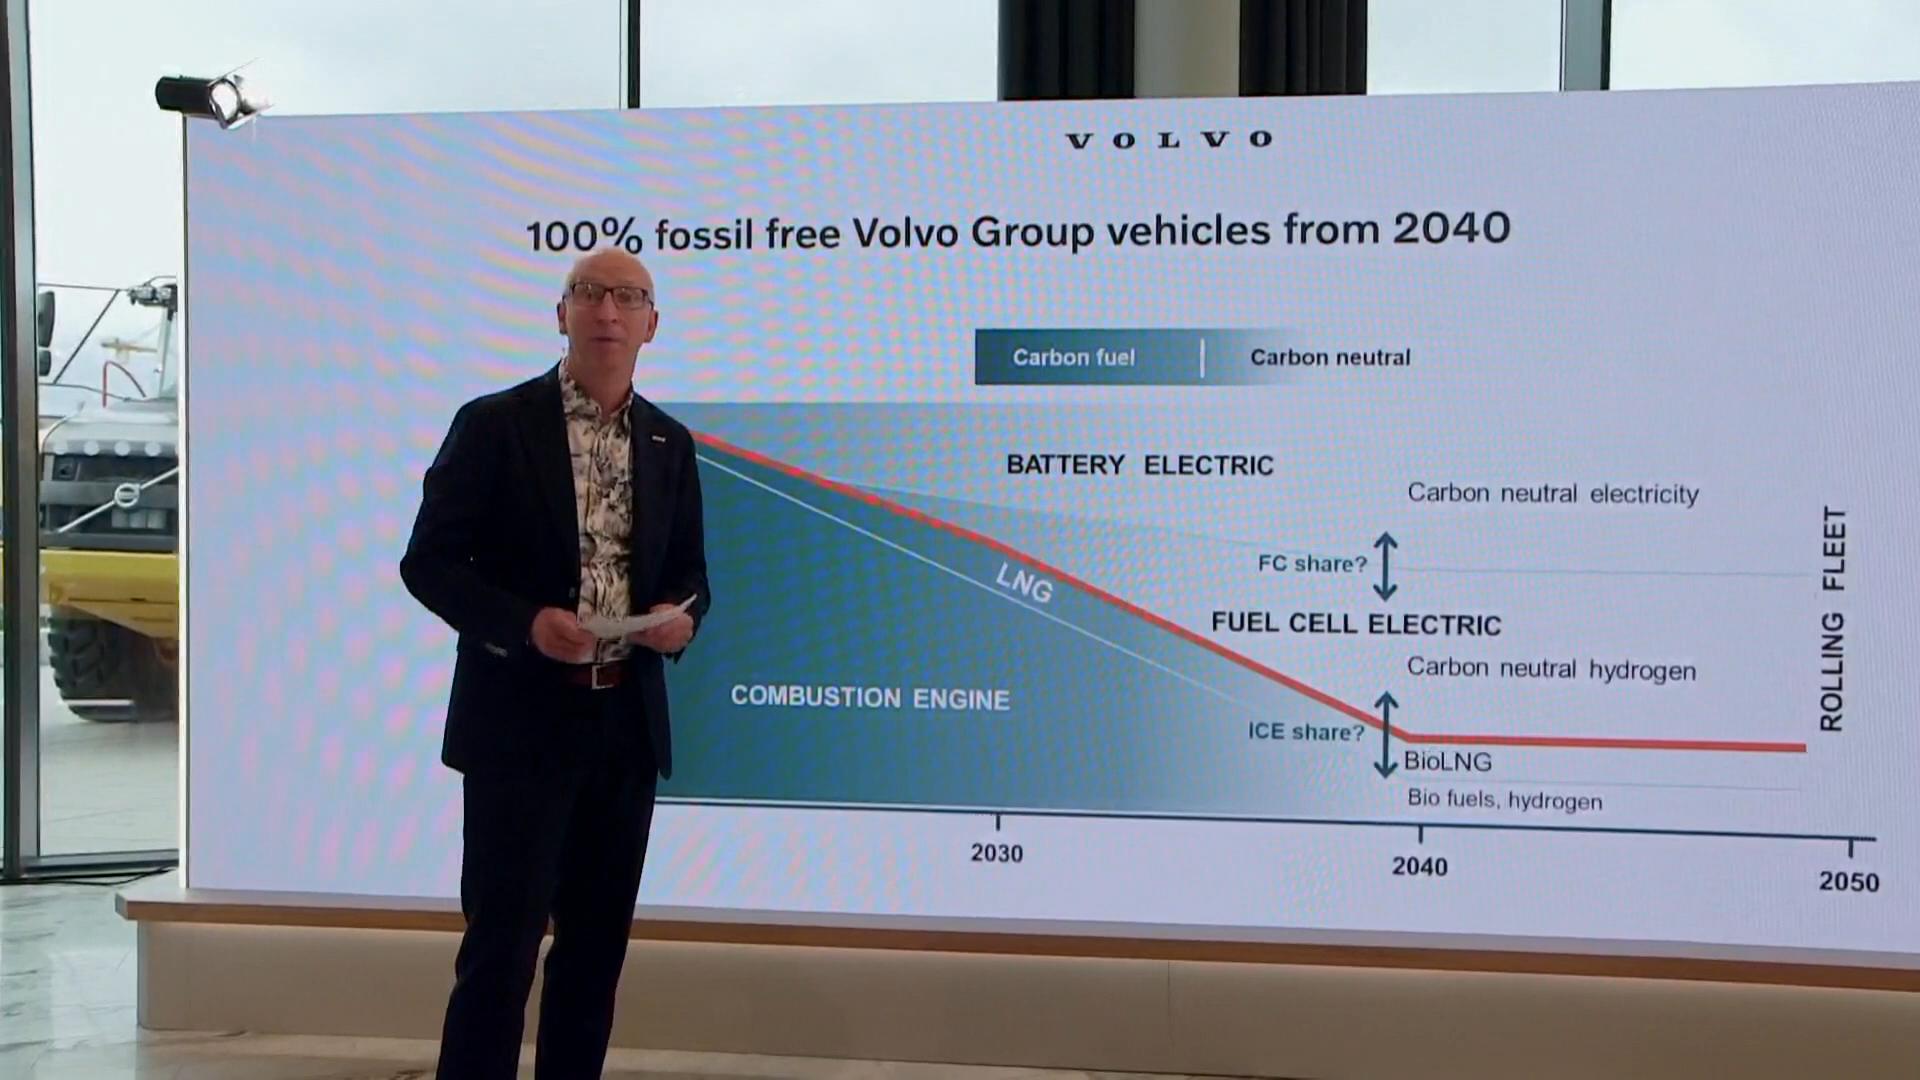 VOLVO
100% fossil free Volvo Group vehicles from 2040
Carbon fuel | Carbon neutral
BATTERY ELECTRIC
Carbon neutral electricity
FC share?
LNG
FUEL CELL ELECTRIC
Carbon neutral hydrogen
COMBUSTION ENGINE
ICE share?
BioLNG
Bio fuels, hydrogen
ROLLING FLEET
2030
2040
2050